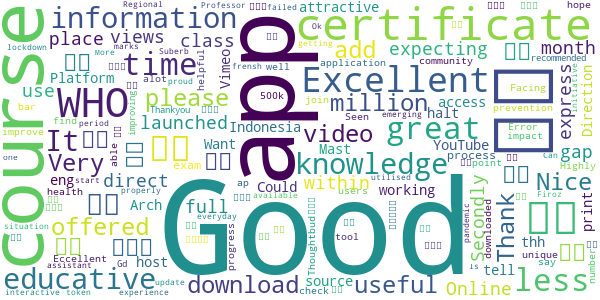 Regional
Professor
failed
Ok
hope
lockdown
information
certificate
attractive
marks
Suberb
More
getting
place
views
class
expecting
month
Platform
alot
proud
helpful
frensh
well
application
community
recommended
add
course
app
time
Vimeo
Excellent
express
Direction
initiative
use
WHO
please
500k
join
emerging
million
access
halt
Facing
prevention
bar
improve
Thankyou
improving
launched
Indonesia
Seen
great
YouTube
Error
impact
find
period
It
able
Want
video
process
point
Can
gap
one
Very
exam
Mast
knowledge
utilised
Highly
health
eng
start
direct
Could
within
working
Nice
properly
Arch
ap
available
users
Thank
Secondly
print
situation
offered
full
everyday
Good
Thoughtbud
tool
pandemic
downloaded
thh
unique
Firoz
Eccellent
host
progress
source
useful
is
tell
say
number
assistant
Gd
update
educative
download
check
Online
less
interactive
token
experience